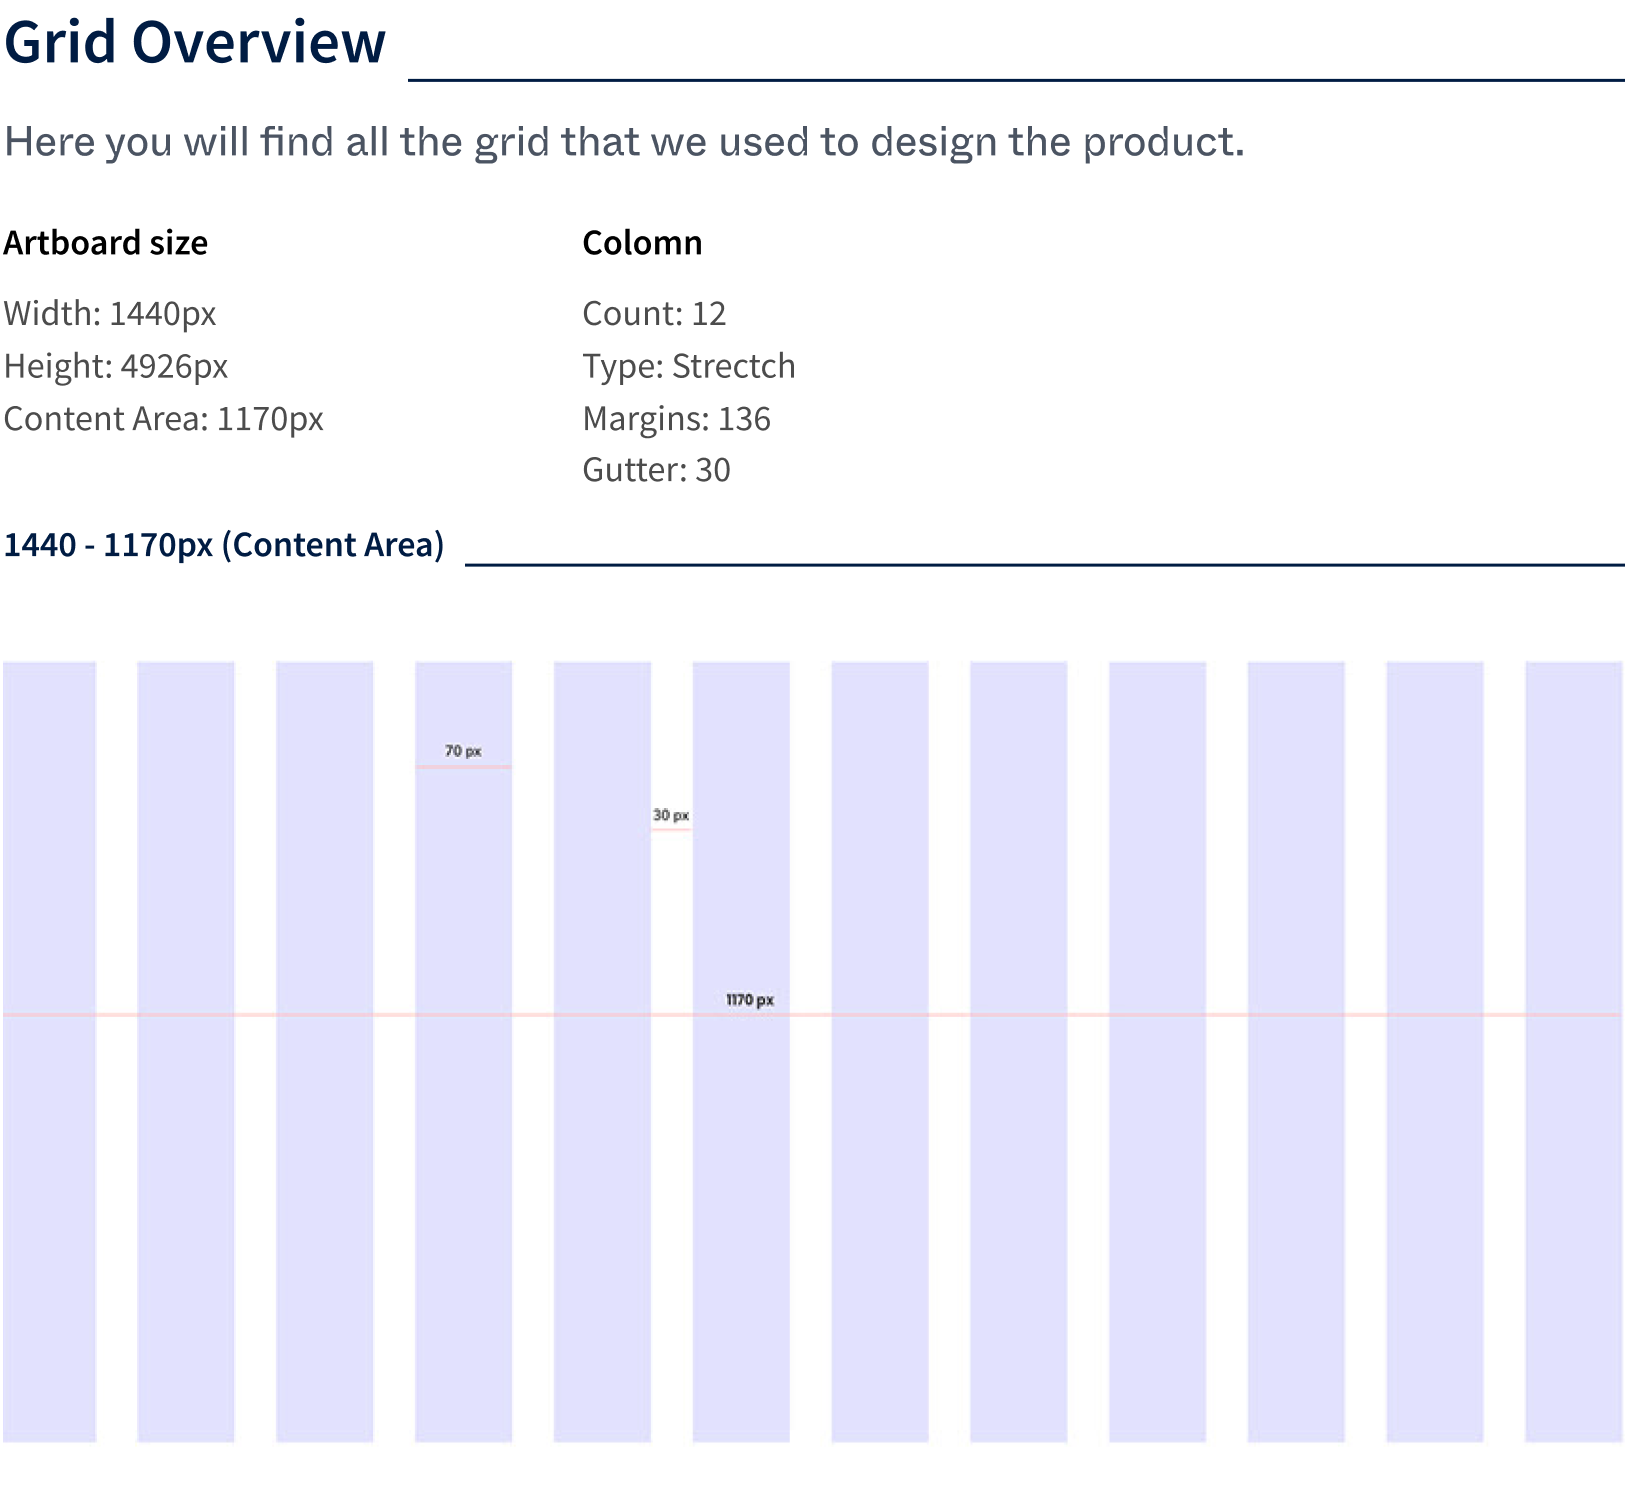 Grid Overview
Here you will find all the grid that we used to design the product.
Artboard size
Width: 1440px
Height: 4926px
Content Area: 1170px
Colomn
Count: 12
Type: Strectch
Margins: 136
Gutter: 30
1440 - 1170px (Content Area)
70 px
30 px
1170 px